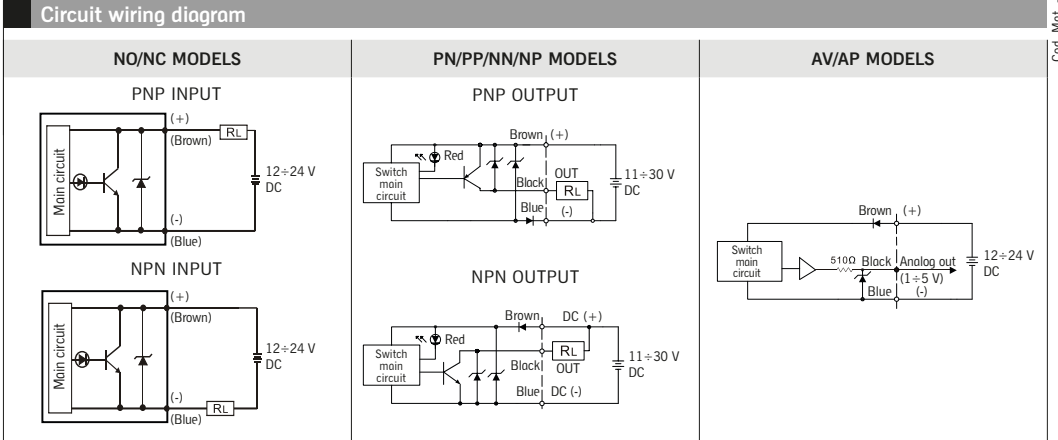 Circuit wiring diagram
NO/NC MODELS
PNP INPUT
Main circuit
(+)
(Brown)
RL
12÷24 V
DC
(-)
(Blue)
NPN INPUT
Main circuit
(+)
(Brown)
12÷24 V
DC
(-)
RL
(Blue)
PN/PP/NN/NP MODELS
PNP OUTPUT
Brown (+)
Red
Switch
main
circuit
OUT
Black
RL
11÷30 V
DC
Blue (-)
NPN OUTPUT
Brown DC (+)
Red
Switch
main
circuit
RL
Black OUT
11÷30 V
DC
Blue DC (-)
AV/AP MODELS
Brown (+)
Switch
main
circuit
510Ω Black Analog out
(1÷5 V)
Blue (-)
12÷24 V
DC